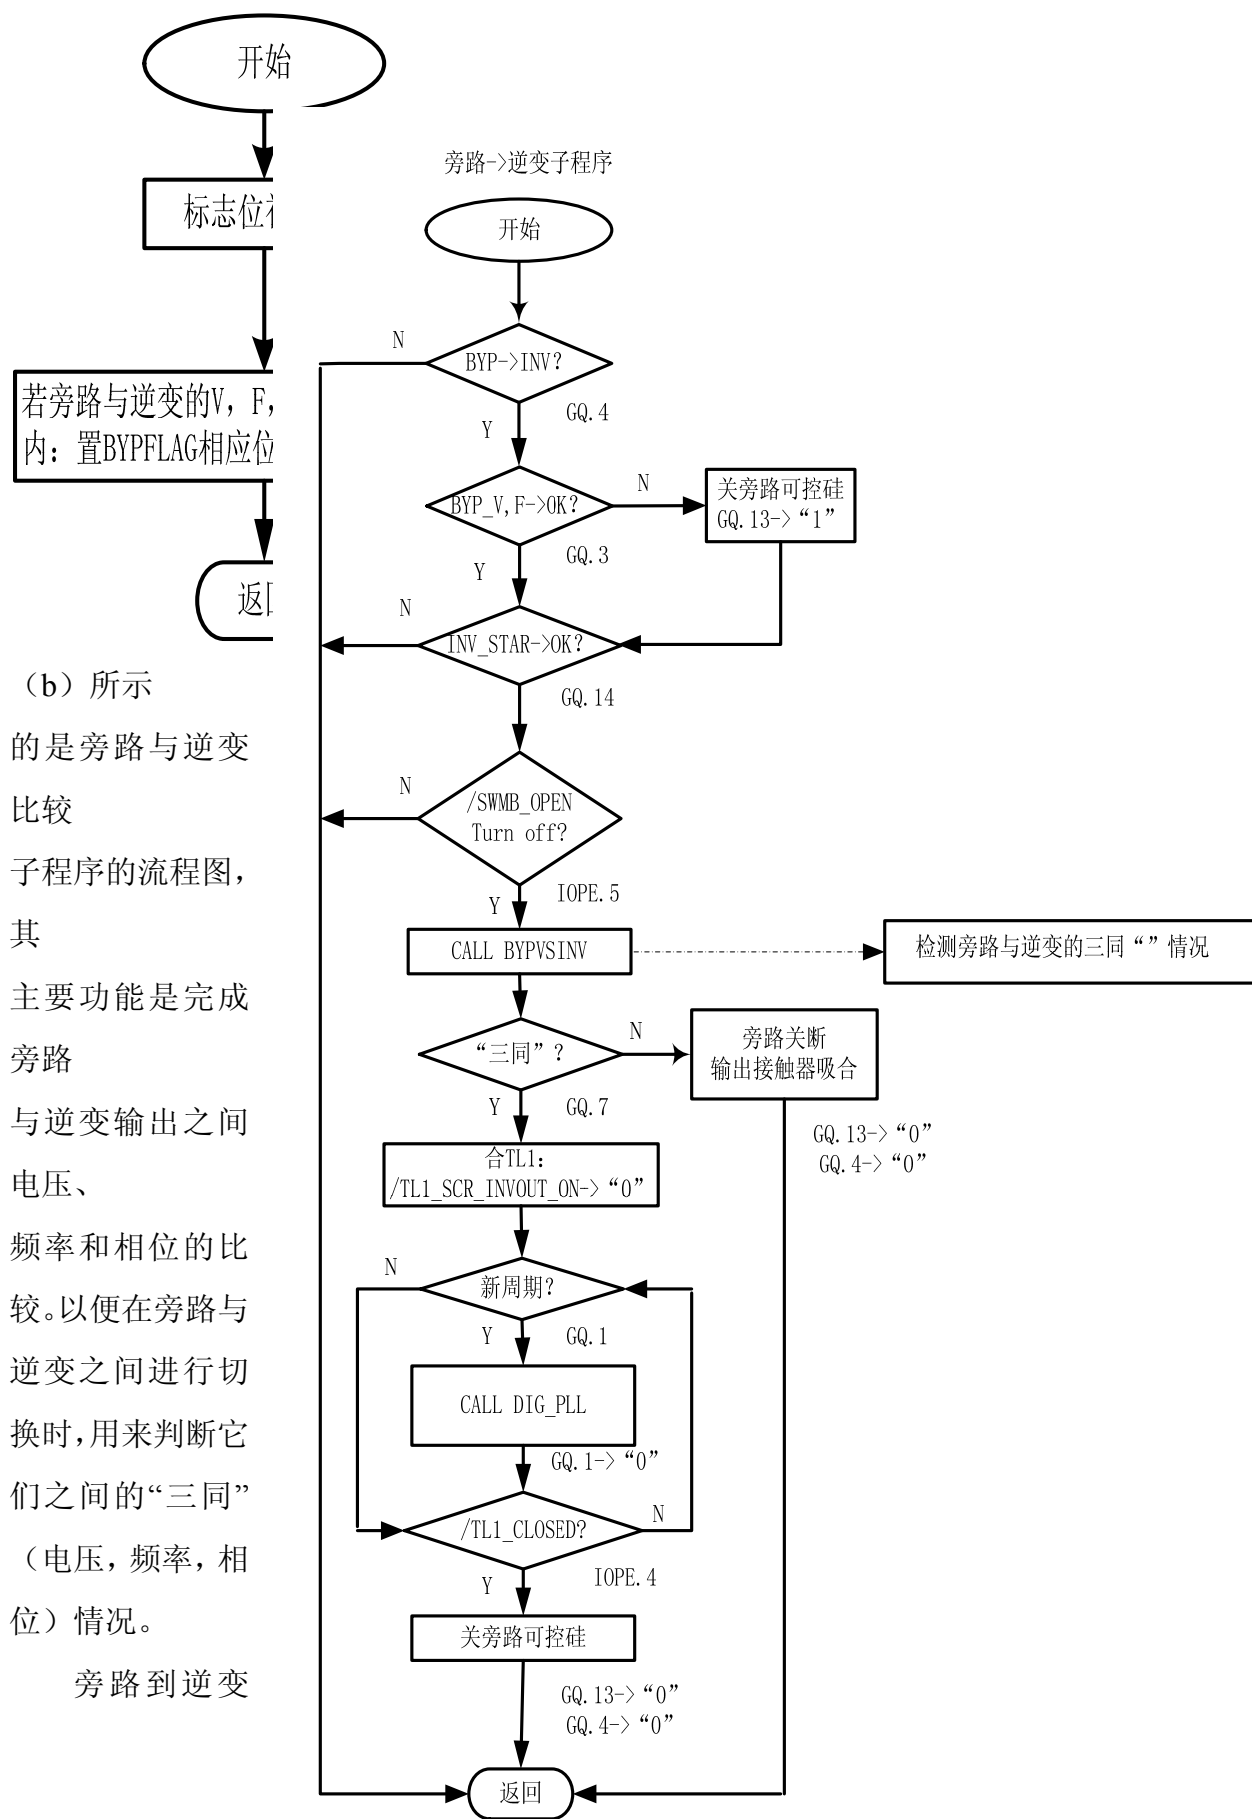 开始
标志位
若旁路与逆变的V, F,
内: 置BYPFLAG相应位
返
(b)所示
的是旁路与逆变
比较
子程序的流程图,
其
主要功能是完成
旁路
与逆变输出之间
电压、
频率和相位的比
较。以便在旁路与
逆变之间进行切
换时,用来判断它
们之间的“三同”
(电压, 频率, 相
位)情况。
旁路到逆变
旁路->逆变子程序
开始
BYP->INV?
N
Y
GQ.4
BYP_V,F->OK?
N
关旁路可控硅
GQ.13->“1”
Y
GQ.3
INV_STAR->OK?
N
GQ.14
/SWMB_OPEN
Turn off?
N
Y
IOPE.5
CALL BYPVSINV
检测旁路与逆变的三同“”情况
“三同”?
N
旁路关断
输出接触器吸合
Y
GQ.7
GQ.13->“0”
GQ.4->“0”
合TL1:
/TL1_SCR_INVOUT_ON->“0”
新周期?
N
Y
GQ.1
CALL DIG_PLL
GQ.1->“0”
/TL1_CLOSED?
N
Y
IOPE.4
关旁路可控硅
GQ.13->“0”
GQ.4->“0”
返回